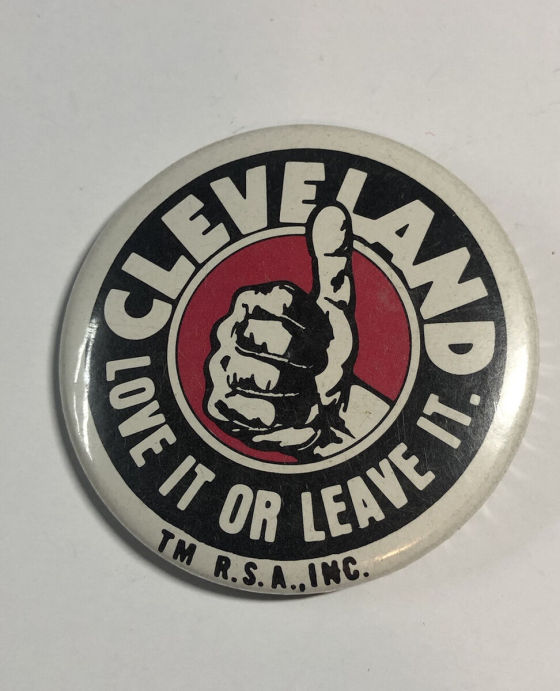 CLEVELAND
LOVE IT OR LEAVE IT.
TM R.S.A., INC.